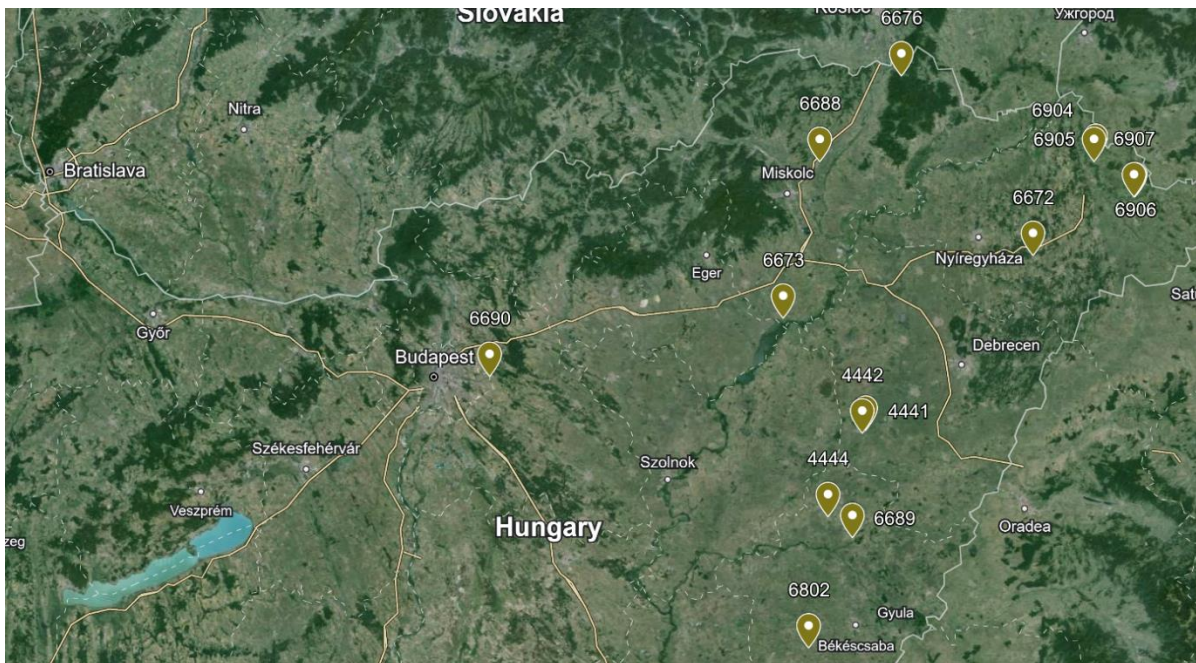 Slovakia
Košice
6676
Ужгород
Nitra
6688
6904
6905
6907
Bratislava
Miskolc
6672
6906
Eger
6673
Nyíregyháza
Győr
6690
Budapest
Debrecen
4442
4441
Székesfehérvár
4444
Szolnok
Veszprém
Hungary
6689
Oradea
zeg
6802
Gyula
Békéscsaba